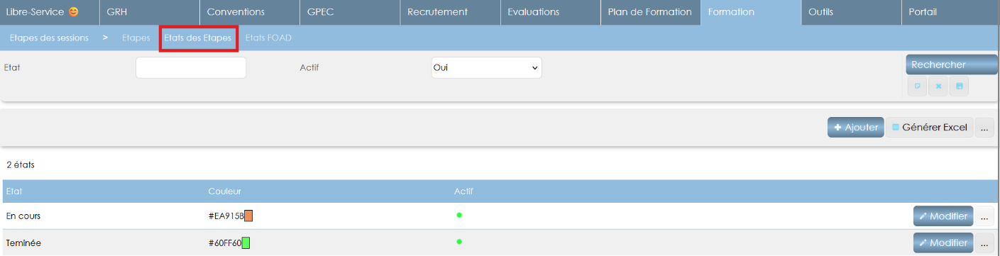 Libre-Service 😊 GRH Conventions GPEC Recrutement Evaluations Plan de Formation Formation Outils Portail
Etapes des sessions > Etapes Etats des Etapes Etats FOAD
Etat Actif Oui Rechercher
+ Ajouter Générer Excel ...
2 états
Etat Couleur Actif
En cours #EA915B Modifier ...
Teminée #60FF60 Modifier ...